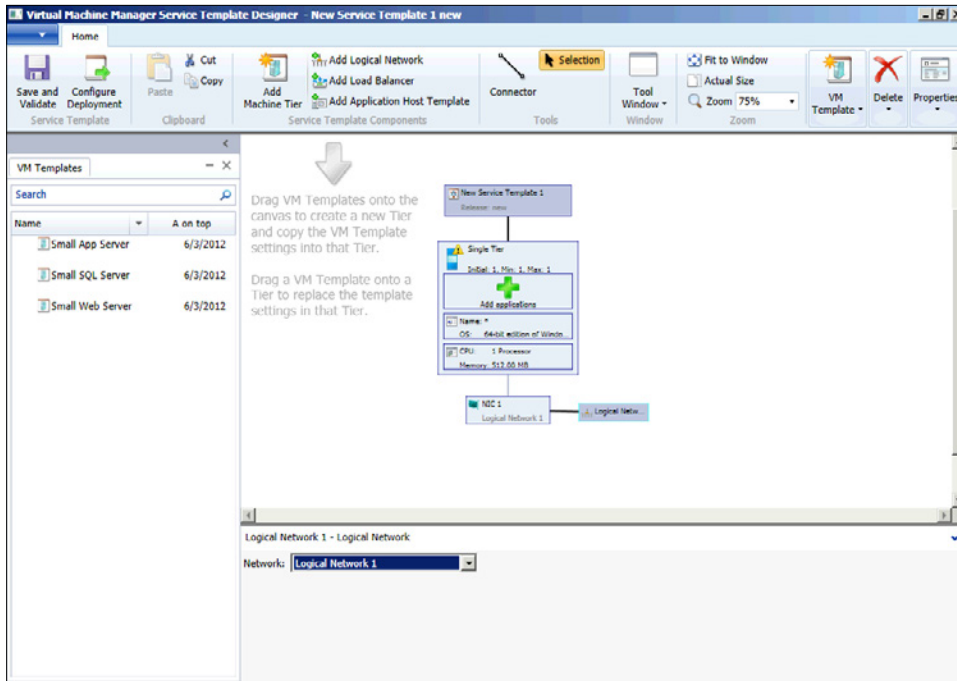 Virtual Machine Manager Service Template Designer - New Service Template 1 new
Home
Save and Validate
Configure Deployment
Service Template
Paste
Cut
Copy
Clipboard
Add Machine Tier
Add Logical Network
Add Load Balancer
Add Application Host Template
Service Template Components
Connector
Selection
Tools
Tool Window
Window
Fit to Window
Actual Size
Zoom 75%
Zoom
VM Template
Delete
Properties
VM Templates
Search
Name A on top
Small App Server 6/3/2012
Small SQL Server 6/3/2012
Small Web Server 6/3/2012
Drag VM Templates onto the
canvas to create a new Tier
and copy the VM Template
settings into that Tier.
Drag a VM Template onto a
Tier to replace the template
settings in that Tier.
New Service Template 1
Release: new
Single Tier
Initial: 1, Min: 1, Max: 1
Add applications
Name: *
OS: 64-bit edition of Windo...
CPU: 1 Processor
Memory: 512.00 MB
NIC 1
Logical Network 1
Logical Netw...
Logical Network 1 - Logical Network
Network: Logical Network 1